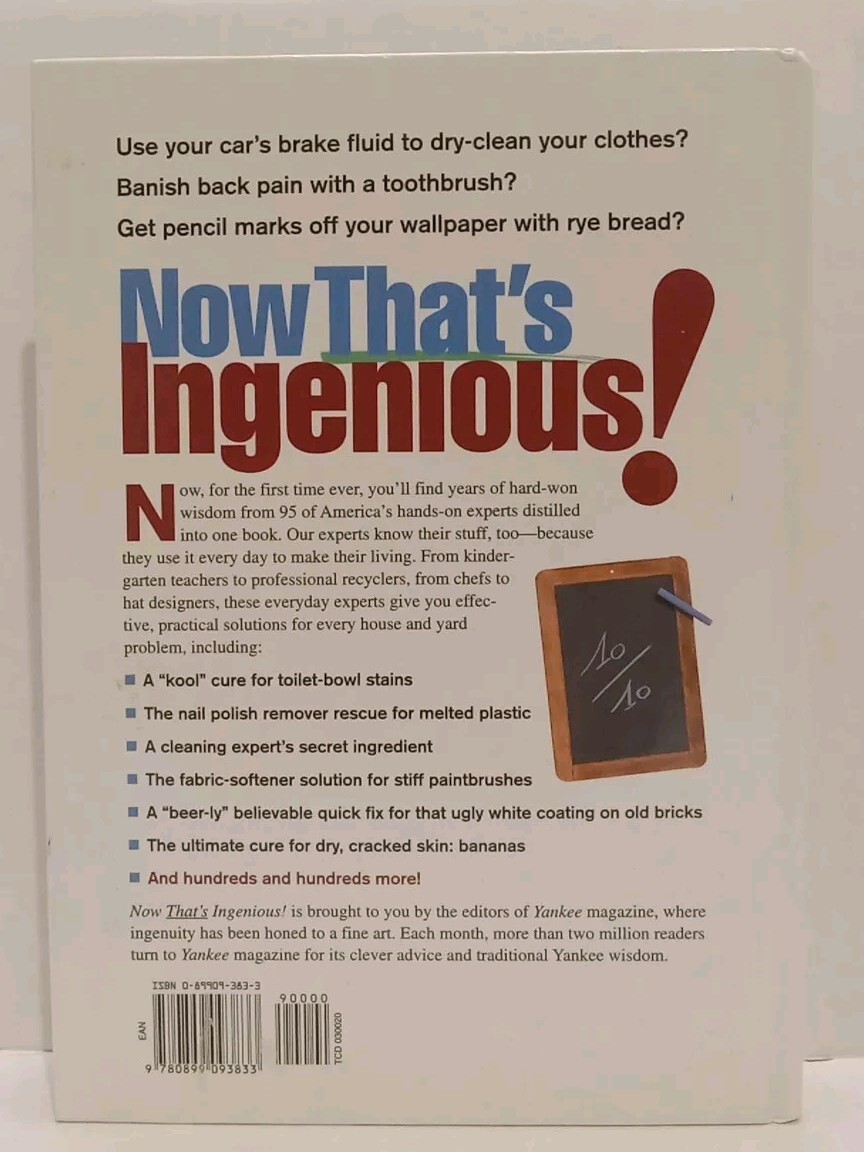 Use your car's brake fluid to dry-clean your clothes?
Banish back pain with a toothbrush?
Get pencil marks off your wallpaper with rye bread?
Now That's
Ingenious!
Now, for the first time ever, you'll find years of hard-won
wisdom from 95 of America's hands-on experts distilled
into one book. Our experts know their stuff, too—because
they use it every day to make their living. From kinder-
garten teachers to professional recyclers, from chefs to
hat designers, these everyday experts give you effec-
tive, practical solutions for every house and yard
problem, including:
10/10
■ A "kool" cure for toilet-bowl stains
■ The nail polish remover rescue for melted plastic
■ A cleaning expert's secret ingredient
■ The fabric-softener solution for stiff paintbrushes
■ A "beer-ly" believable quick fix for that ugly white coating on old bricks
■ The ultimate cure for dry, cracked skin: bananas
■ And hundreds and hundreds more!
Now That's Ingenious! is brought to you by the editors of Yankee magazine, where
ingenuity has been honed to a fine art. Each month, more than two million readers
turn to Yankee magazine for its clever advice and traditional Yankee wisdom.
ISBN 0-89909-383-3
90000
EAN
TCD 030020
9 780899 093833